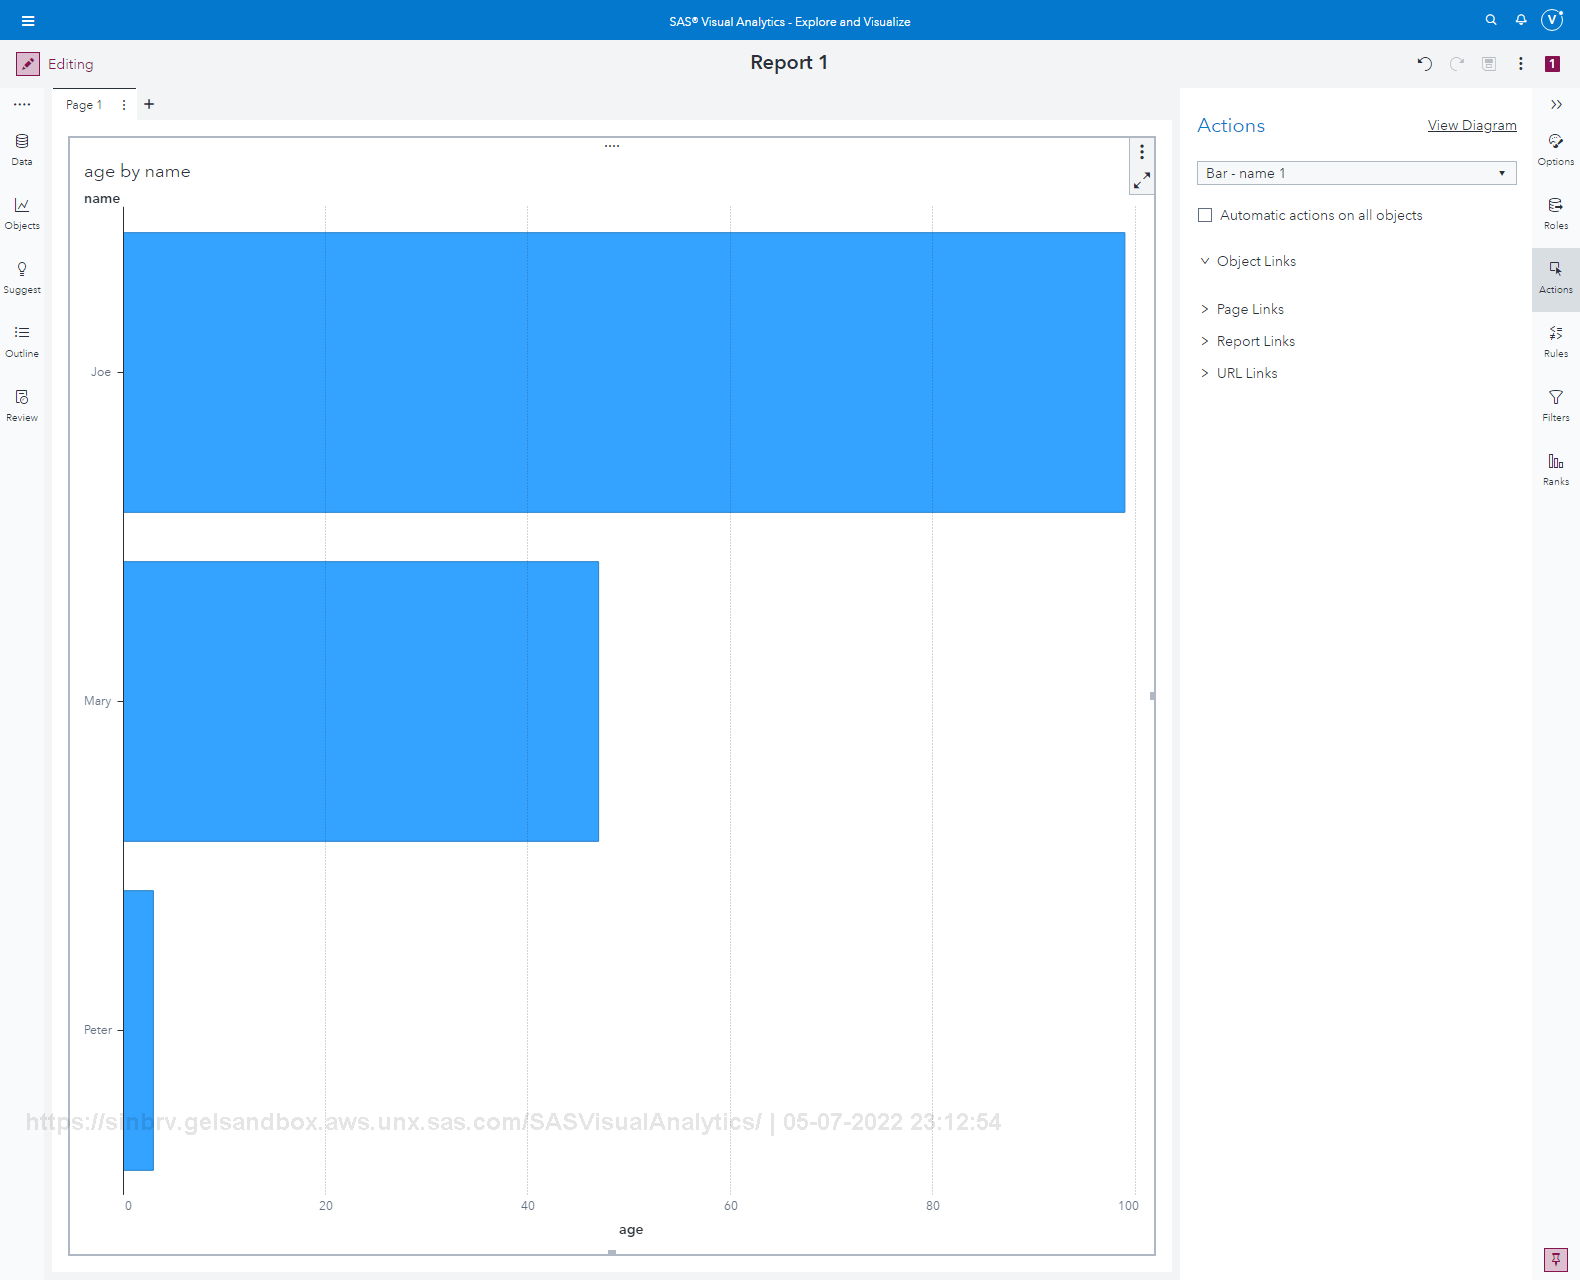 SAS® Visual Analytics - Explore and Visualize
V
Editing
Report 1
1
Page 1
Data
Objects
Suggest
Outline
Review
age by name
name
Joe
Mary
Peter
0 20 40 60 80 100
age
https://sinbrv.gelsandbox.aws.unx.sas.com/SASVisualAnalytics/ | 05-07-2022 23:12:54
Actions
View Diagram
Bar - name 1
Automatic actions on all objects
Object Links
Page Links
Report Links
URL Links
Options
Roles
Actions
Rules
Filters
Ranks